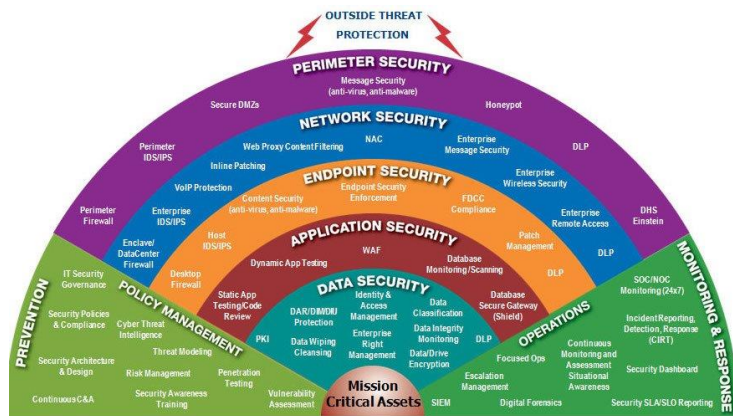 OUTSIDE THREAT
PROTECTION
PERIMETER SECURITY
Message Security
(anti-virus, anti-malware)
Secure DMZs
Honeypot
Perimeter
IDS/IPS
DLP
Perimeter
Firewall
DHS
Einstein
NETWORK SECURITY
Web Proxy Content Filtering
NAC
Enterprise
Message Security
Inline Patching
Enterprise
Wireless Security
VoIP Protection
Enterprise
IDS/IPS
Enterprise
Remote Access
Enclave/
DataCenter
Firewall
DLP
ENDPOINT SECURITY
Endpoint Security
Enforcement
Content Security
(anti-virus, anti-malware)
FDCC
Compliance
Host
IDS/IPS
Patch
Management
Desktop
Firewall
DLP
APPLICATION SECURITY
WAF
Dynamic App Testing
Database
Monitoring/Scanning
Static App
Testing/Code
Review
Database
Secure Gateway
(Shield)
DATA SECURITY
Identity &
Access
Management
DAR/DIM/DIU
Protection
Data
Classification
PKI
Data Wiping
Cleansing
Enterprise
Right
Management
Data Integrity
Monitoring
DLP
Data/Drive
Encryption
PREVENTION
POLICY MANAGEMENT
IT Security
Governance
Security Policies
& Compliance
Cyber Threat
Intelligence
Threat Modeling
Security Architecture
& Design
Risk Management
Penetration
Testing
Continuous C&A
Security Awareness
Training
Vulnerability
Assessment
Mission
Critical Assets
OPERATIONS
MONITORING & RESPONSE
SOC/NOC
Monitoring (24x7)
Incident Reporting,
Detection, Response
(CIRT)
Focused Ops
Continuous
Monitoring and
Assessment
Situational
Awareness
Security Dashboard
Escalation
Management
SIEM
Digital Forensics
Security SLA/SLO Reporting